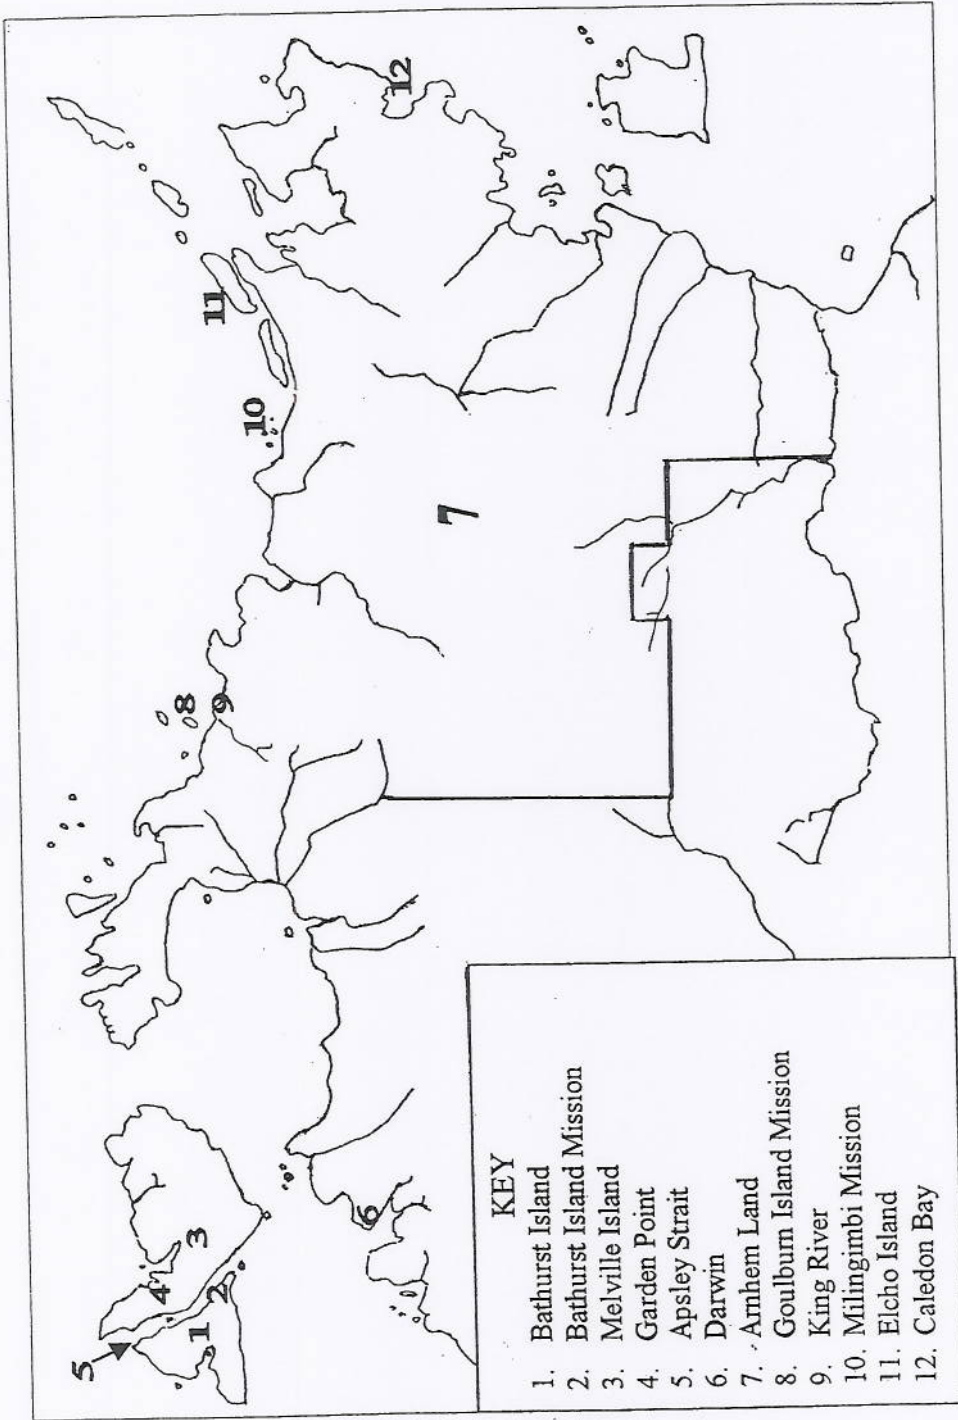 5
4
3
2
1
6
8
9
10
11
12
7
KEY
1. Bathurst Island
2. Bathurst Island Mission
3. Melville Island
4. Garden Point
5. Apsley Strait
6. Darwin
7. Arnhem Land
8. Goulburn Island Mission
9. King River
10. Milingimbi Mission
11. Elcho Island
12. Caledon Bay